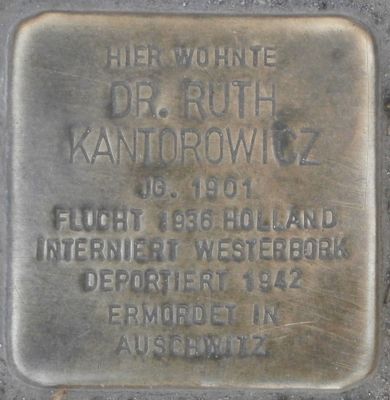 HIER WOHNTE
DR. RUTH
KANTOROWICZ
JG. 1901
FLUCHT 1936 HOLLAND
INTERNIERT WESTERBORK
DEPORTIERT 1942
ERMORDET IN
AUSCHWITZ